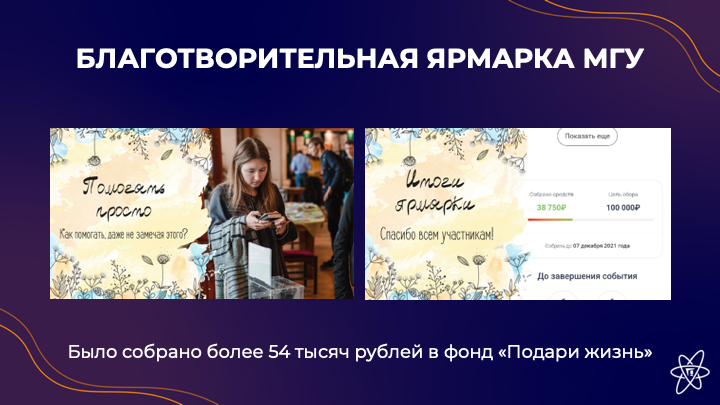 БЛАГОТВОРИТЕЛЬНАЯ ЯРМАРКА МГУ
Помогать
просто
Как помогать, даже не замечая этого?
Итоги
ярмарки
Спасибо всем участникам!
Показать еще
Собрано средств
Цель сбора
38 750₽
100 000₽
Собрать до 07 декабря 2021 года
До завершения события
Было собрано более 54 тысяч рублей в фонд «Подари жизнь»